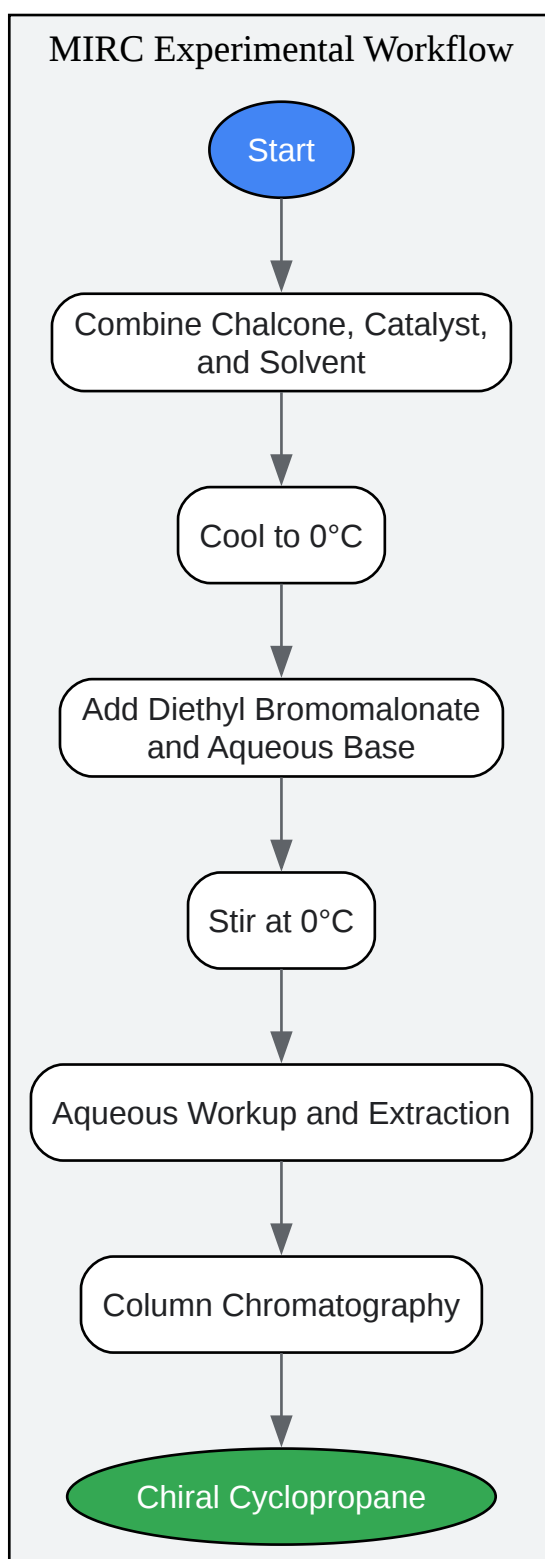 MIRC Experimental Workflow
Start
Combine Chalcone, Catalyst,
and Solvent
Cool to 0°C
Add Diethyl Bromomalonate
and Aqueous Base
Stir at 0°C
Aqueous Workup and Extraction
Column Chromatography
Chiral Cyclopropane